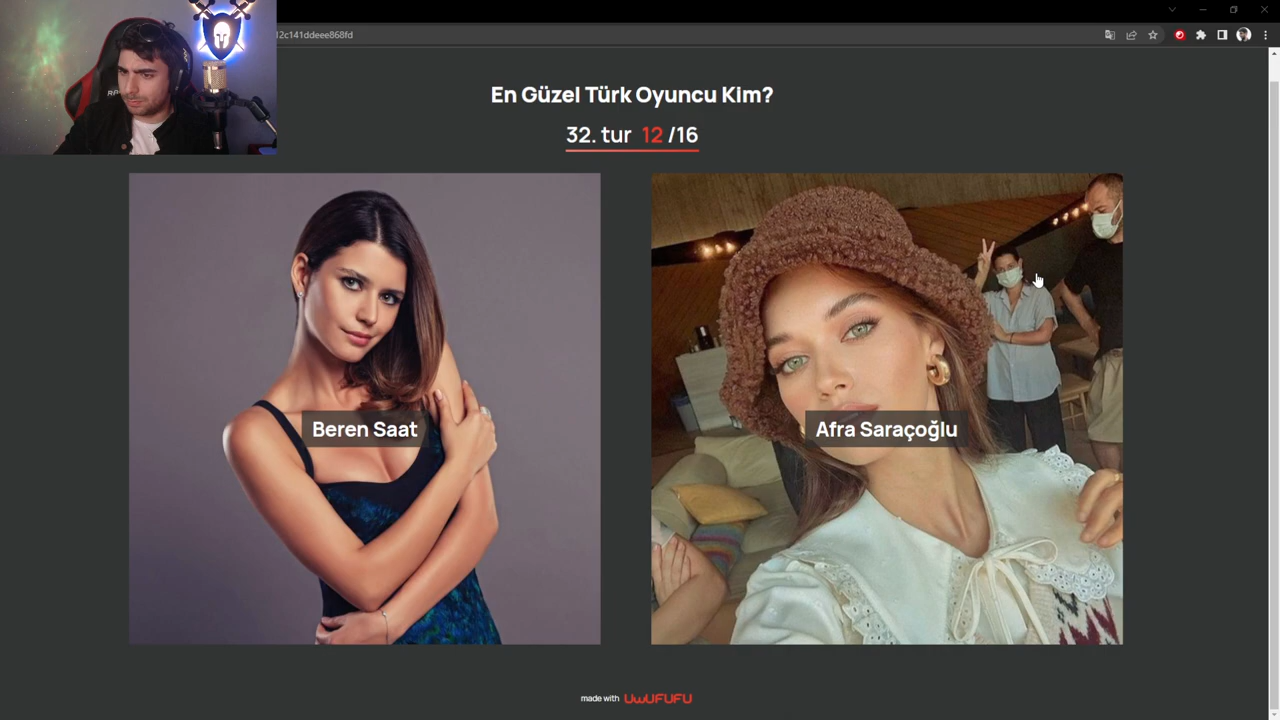 12c141ddeee868fd
En Güzel Türk Oyuncu Kim?
32. tur 12 /16
Beren Saat
Afra Saraçoğlu
made with UWUFUFU